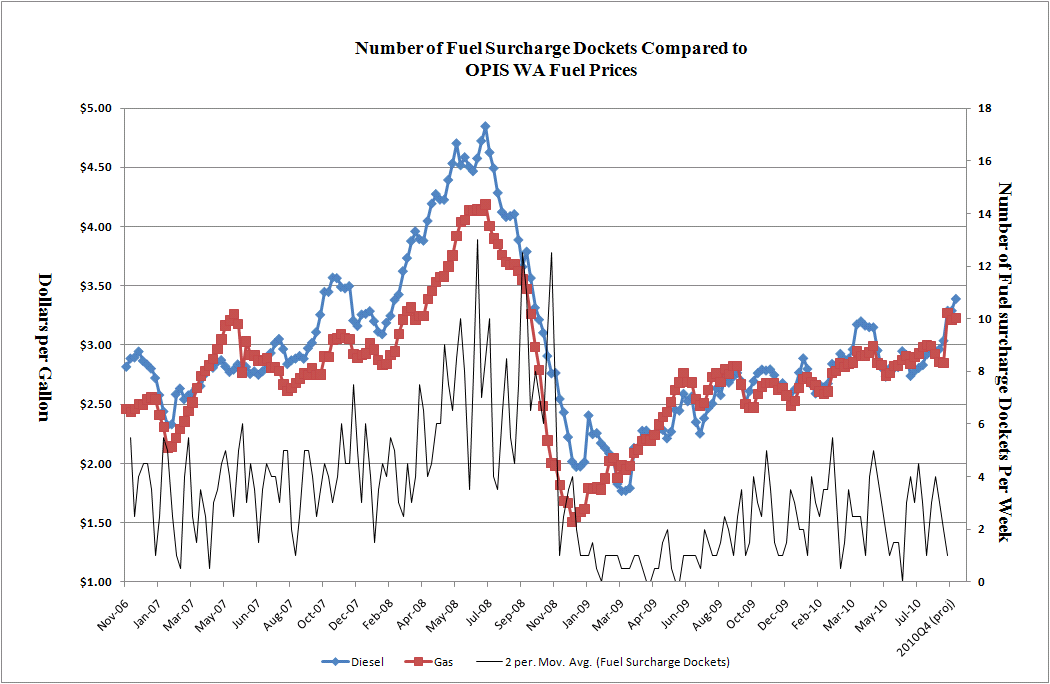 Number of Fuel Surcharge Dockets Compared to
OPIS WA Fuel Prices
Dollars per Gallon
$5.00
$4.50
$4.00
$3.50
$3.00
$2.50
$2.00
$1.50
$1.00
18
16
14
12
10
8
6
4
2
0
Number of Fuel surcharge Dockets Per Week
Nov-06
Jan-07
Mar-07
May-07
Jun-07
Aug-07
Oct-07
Dec-07
Feb-08
Apr-08
May-08
Jul-08
Sep-08
Nov-08
Jan-09
Mar-09
Apr-09
Jun-09
Aug-09
Oct-09
Dec-09
Feb-10
Mar-10
May-10
Jul-10
2010Q4 (proj)
Diesel
Gas
2 per. Mov. Avg. (Fuel Surcharge Dockets)